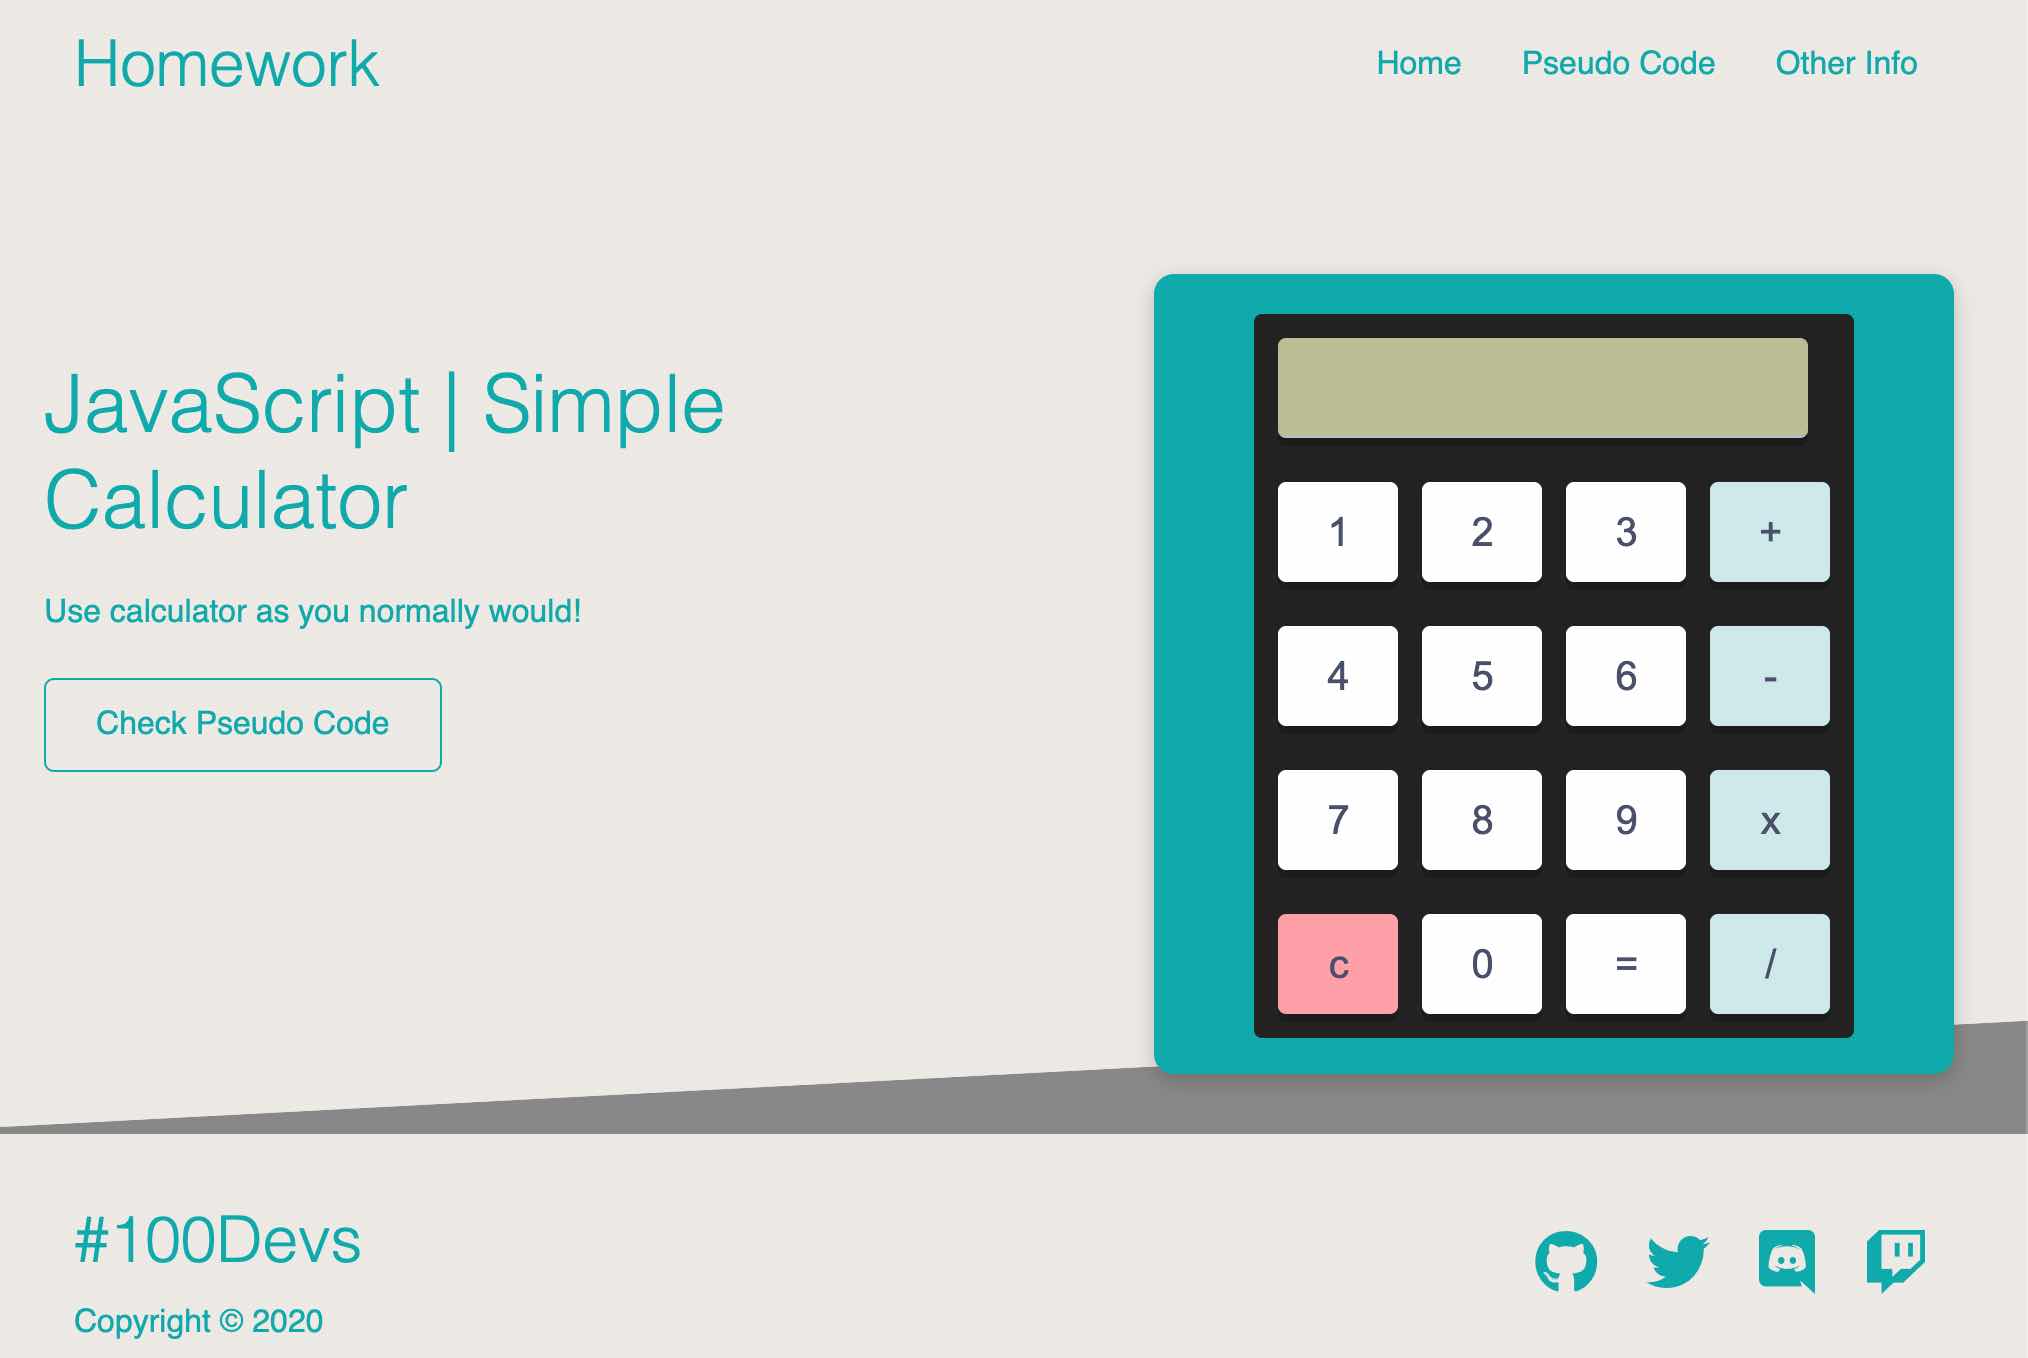 Homework
Home Pseudo Code Other Info
JavaScript | Simple
Calculator
Use calculator as you normally would!
Check Pseudo Code
1 2 3 +
4 5 6 -
7 8 9 x
c 0 = /
#100Devs
Copyright © 2020